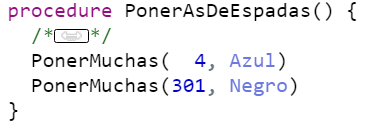 procedure PonerAsDeEspadas() {
  /**/
  PonerMuchas(  4, Azul)
  PonerMuchas(301, Negro)
}